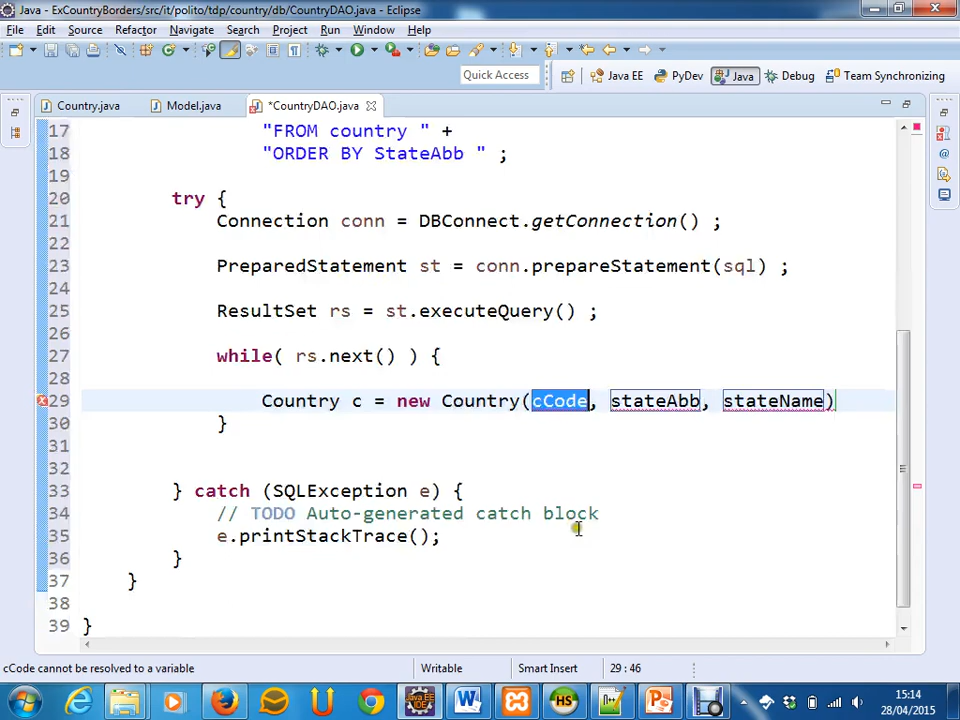 Java - ExCountryBorders/src/it/polito/tdp/country/db/CountryDAO.java - Eclipse
File Edit Source Refactor Navigate Search Project Run Window Help
Quick Access Java EE PyDev Java Debug Team Synchronizing
Country.java Model.java *CountryDAO.java
17 "FROM country " +
18 "ORDER BY StateAbb " ;
19
20 try {
21 Connection conn = DBConnect.getConnection() ;
22
23 PreparedStatement st = conn.prepareStatement(sql) ;
24
25 ResultSet rs = st.executeQuery() ;
26
27 while( rs.next() ) {
28
29 Country c = new Country(cCode, stateAbb, stateName)
30 }
31
32
33 } catch (SQLException e) {
34 // TODO Auto-generated catch block
35 e.printStackTrace();
36 }
37 }
38
39 }
cCode cannot be resolved to a variable Writable Smart Insert 29 : 46
15:14
28/04/2015